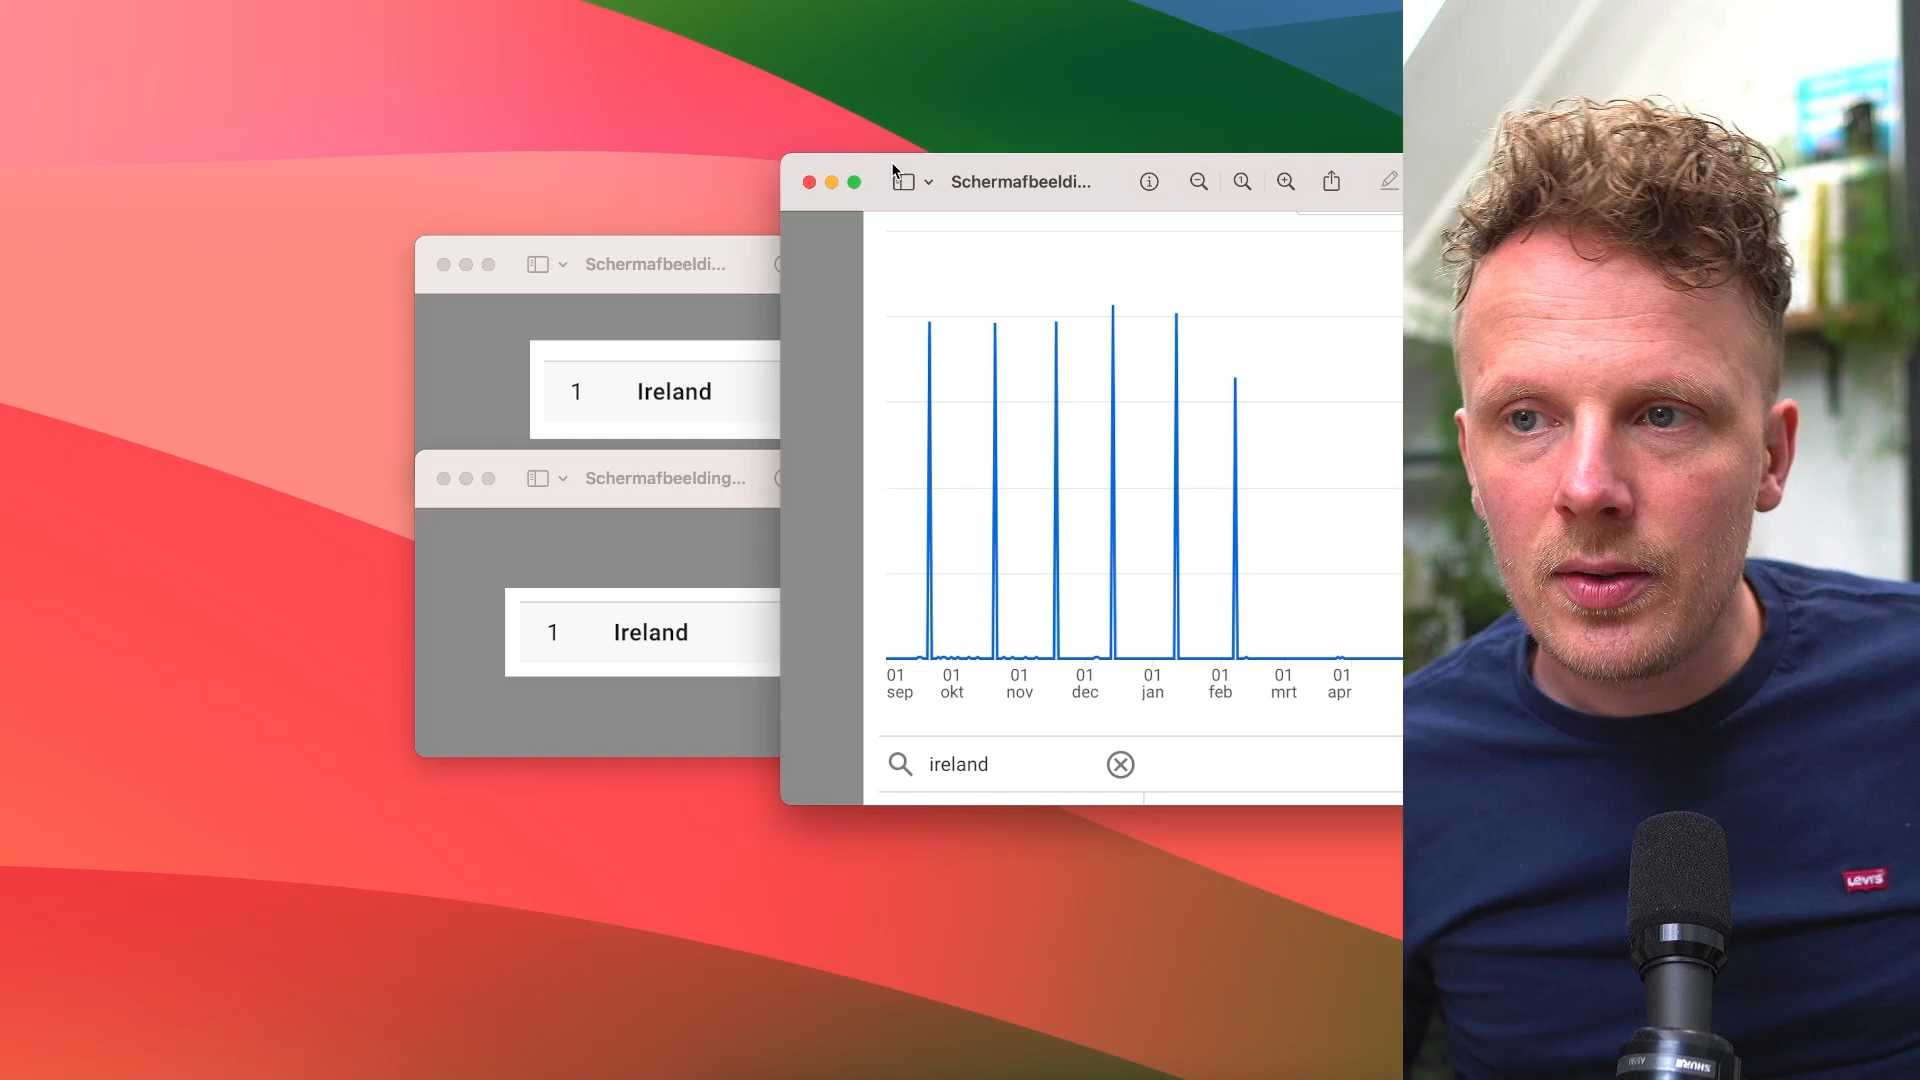 Schermafbeeldi...
Schermafbeeldi...
1 Ireland
Schermafbeelding...
1 Ireland
01 01 01 01 01 01 01 01
sep okt nov dec jan feb mrt apr
ireland
Levi's
SHURE